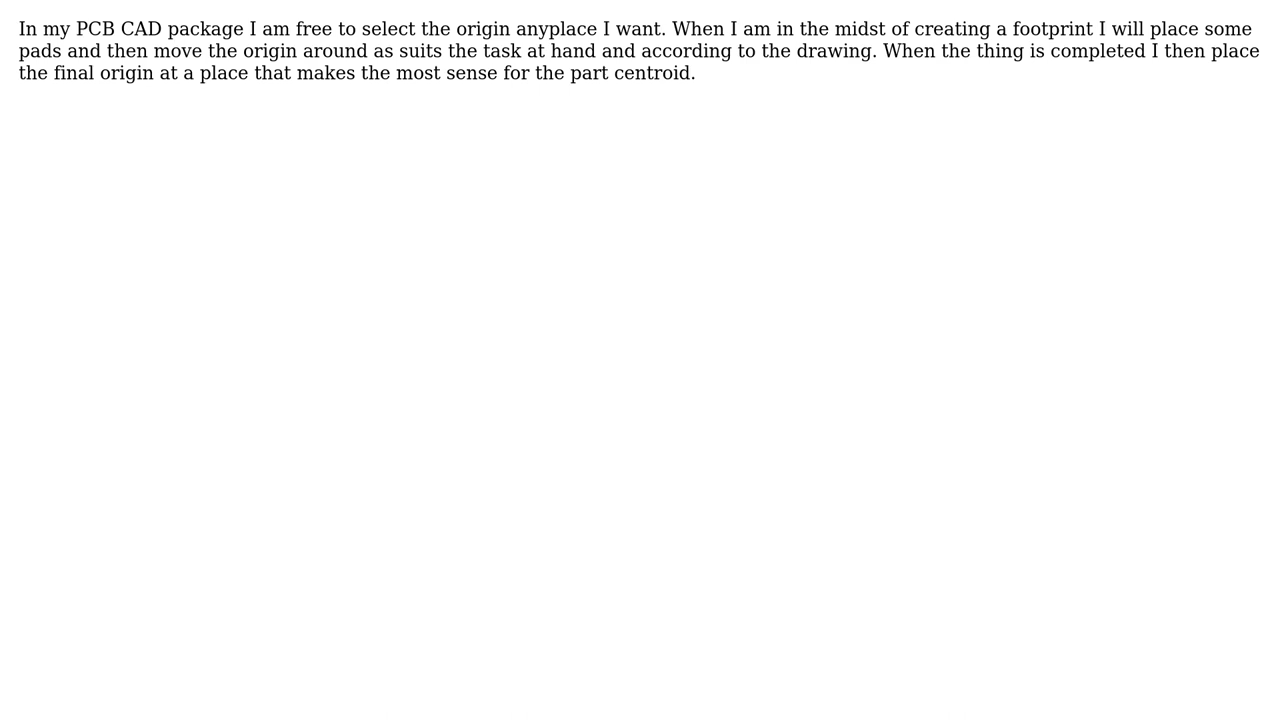 In my PCB CAD package I am free to select the origin anyplace I want. When I am in the midst of creating a footprint I will place some
pads and then move the origin around as suits the task at hand and according to the drawing. When the thing is completed I then place
the final origin at a place that makes the most sense for the part centroid.